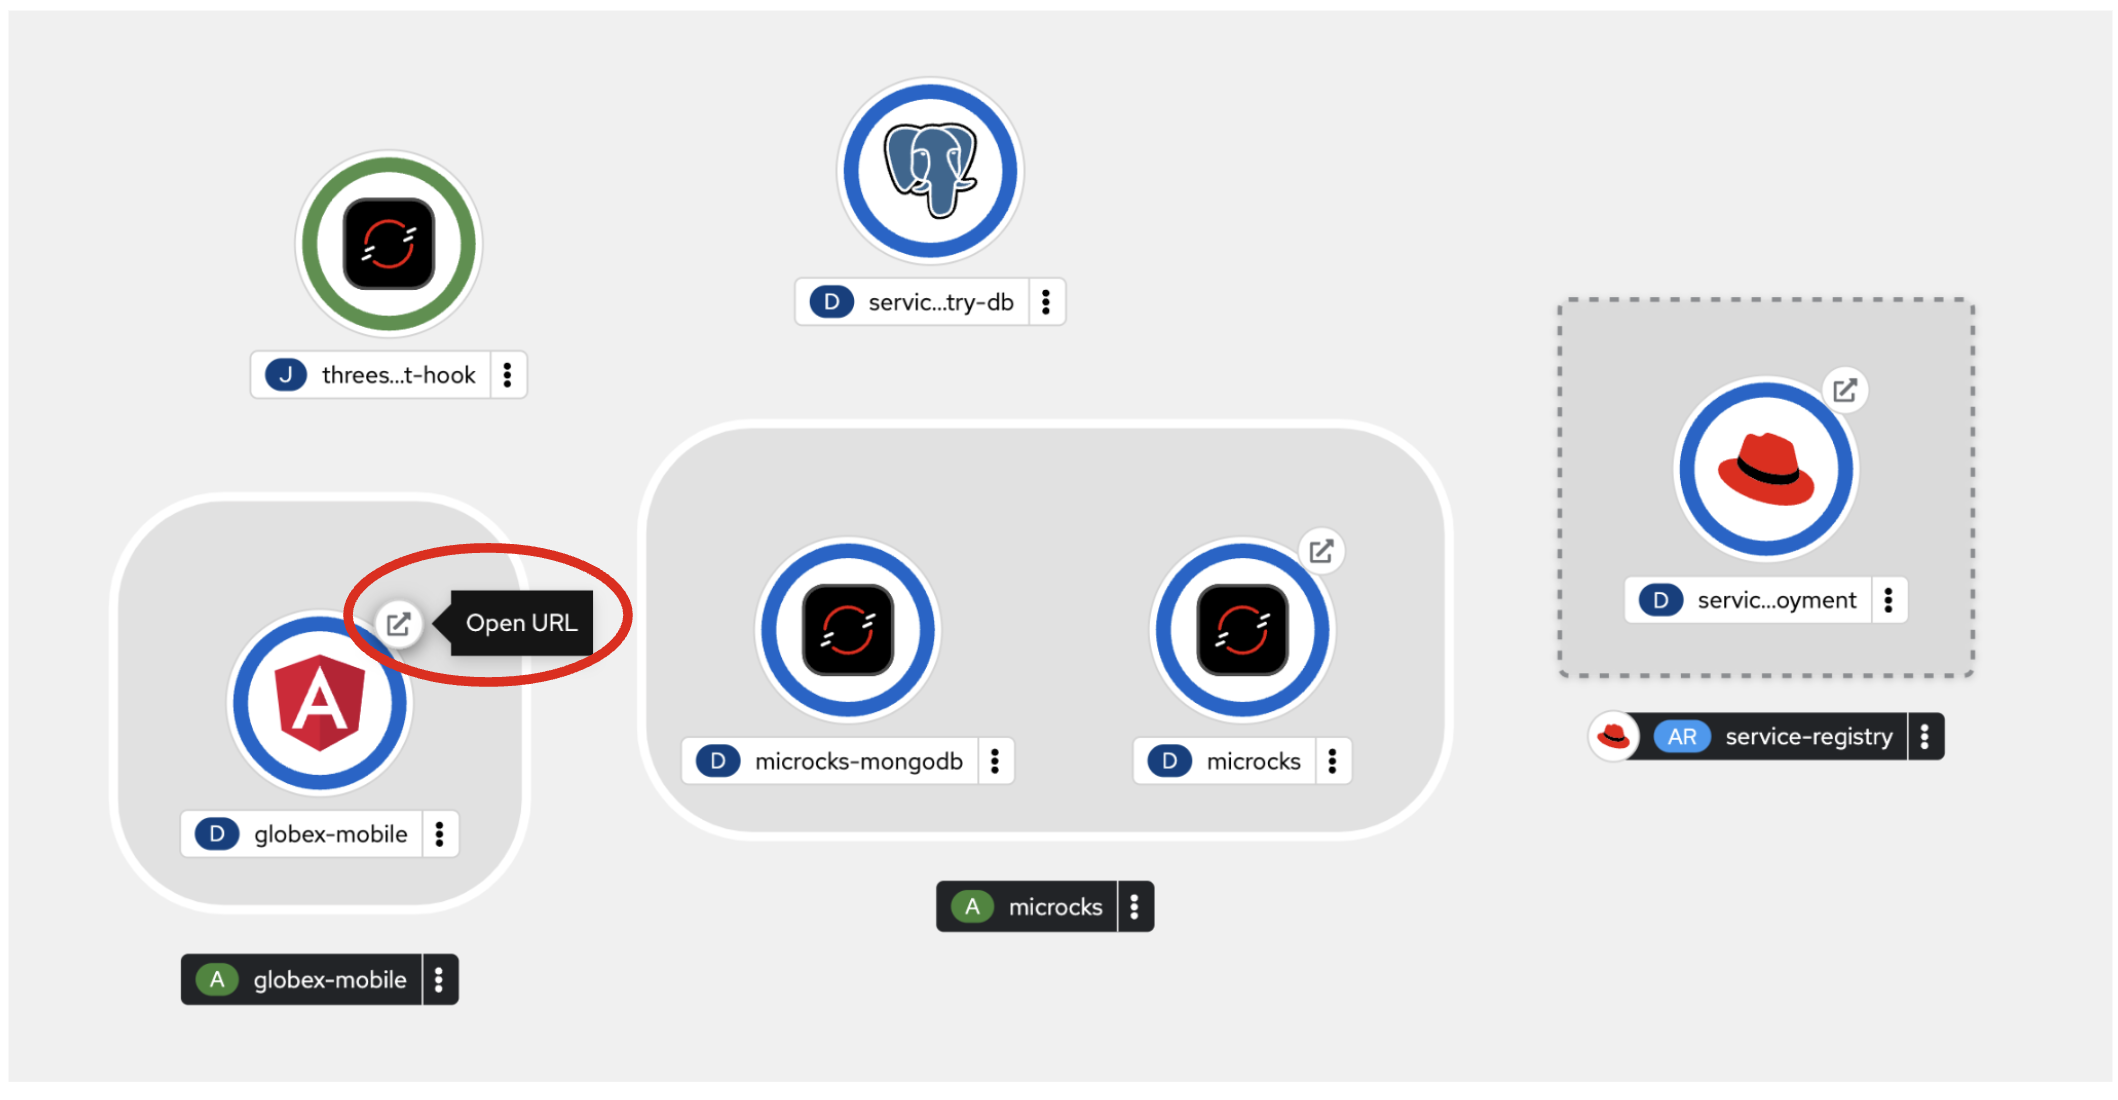 D servic...try-db
J threes...t-hook
Open URL
D servic...oyment
AR service-registry
D microcks-mongodb
D microcks
A
D globex-mobile
A microcks
A globex-mobile